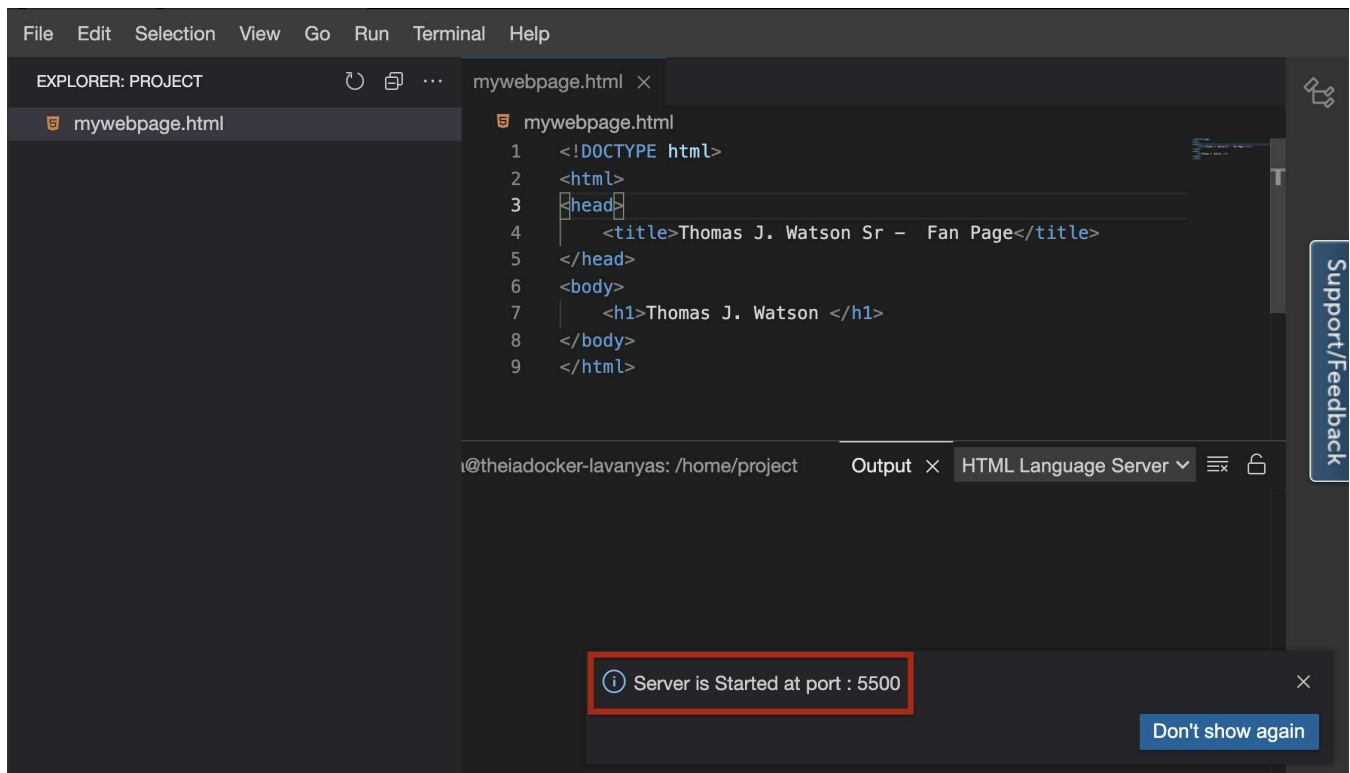 File Edit Selection View Go Run Terminal Help
EXPLORER: PROJECT
mywebpage.html
mywebpage.html
mywebpage.html
1 <!DOCTYPE html>
2 <html>
3 <head>
4 <title>Thomas J. Watson Sr –  Fan Page</title>
5 </head>
6 <body>
7 <h1>Thomas J. Watson </h1>
8 </body>
9 </html>
@theiadocker-lavanyas: /home/project Output HTML Language Server
Server is Started at port : 5500
Don't show again
Support/Feedback